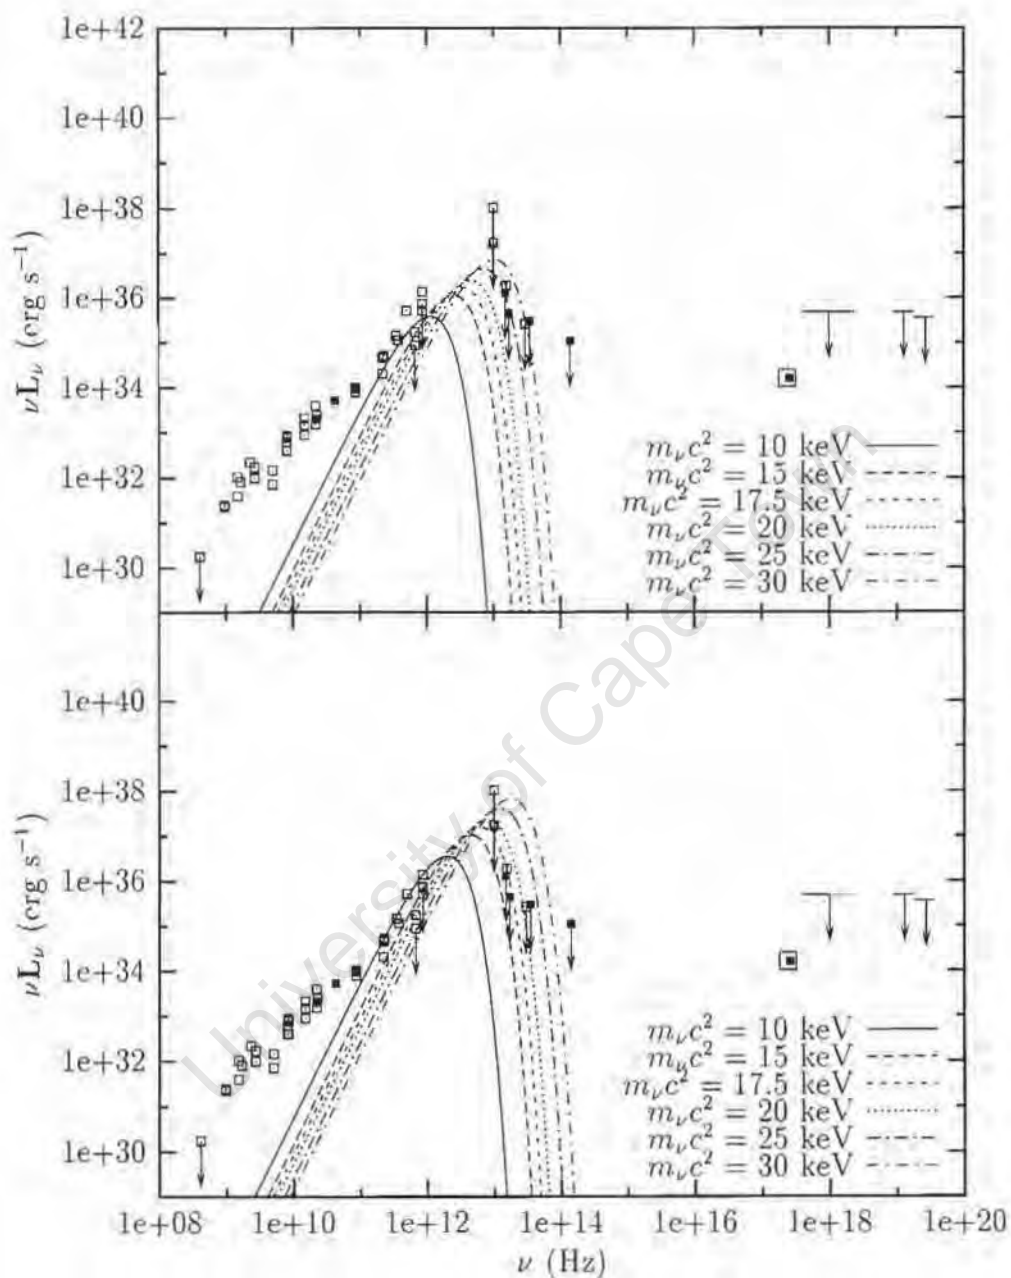 1e+42
1e+40
1e+38
1e+36
1e+34
1e+32
1e+30
νLν (erg s⁻¹)
mνc² = 10 keV
mνc² = 15 keV
mνc² = 17.5 keV
mνc² = 20 keV
mνc² = 25 keV
mνc² = 30 keV
1e+40
1e+38
1e+36
1e+34
1e+32
1e+30
νLν (erg s⁻¹)
mνc² = 10 keV
mνc² = 15 keV
mνc² = 17.5 keV
mνc² = 20 keV
mνc² = 25 keV
mνc² = 30 keV
1e+08 1e+10 1e+12 1e+14 1e+16 1e+18 1e+20
ν (Hz)
University of Cape Town